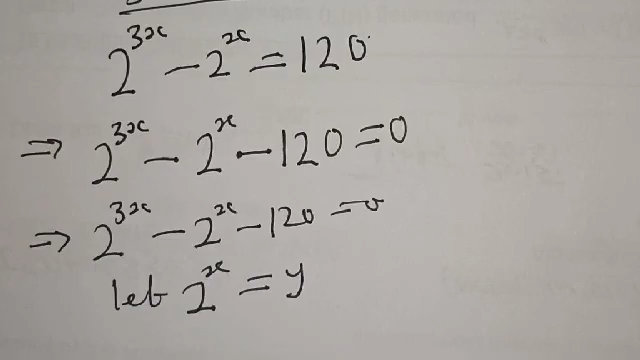 2^{3x} - 2^{x} = 120
⇒ 2^{3x} - 2^{x} - 120 = 0
⇒ 2^{3x} - 2^{x} - 120 = 0
let 2^{x} = y